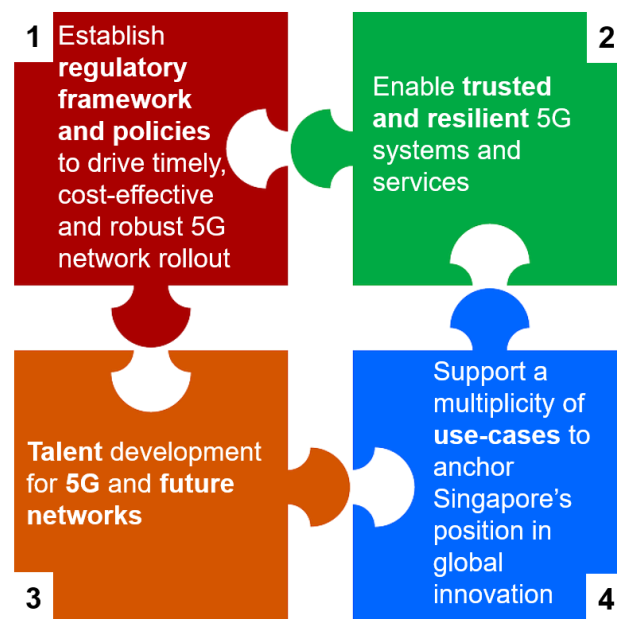 1
Establish
regulatory
framework
and policies
to drive timely,
cost-effective
and robust 5G
network rollout
2
Enable trusted
and resilient 5G
systems and
services
Talent development
for 5G and future
networks
3
Support a
multiplicity of
use-cases to
anchor
Singapore’s
position in
global
innovation
4